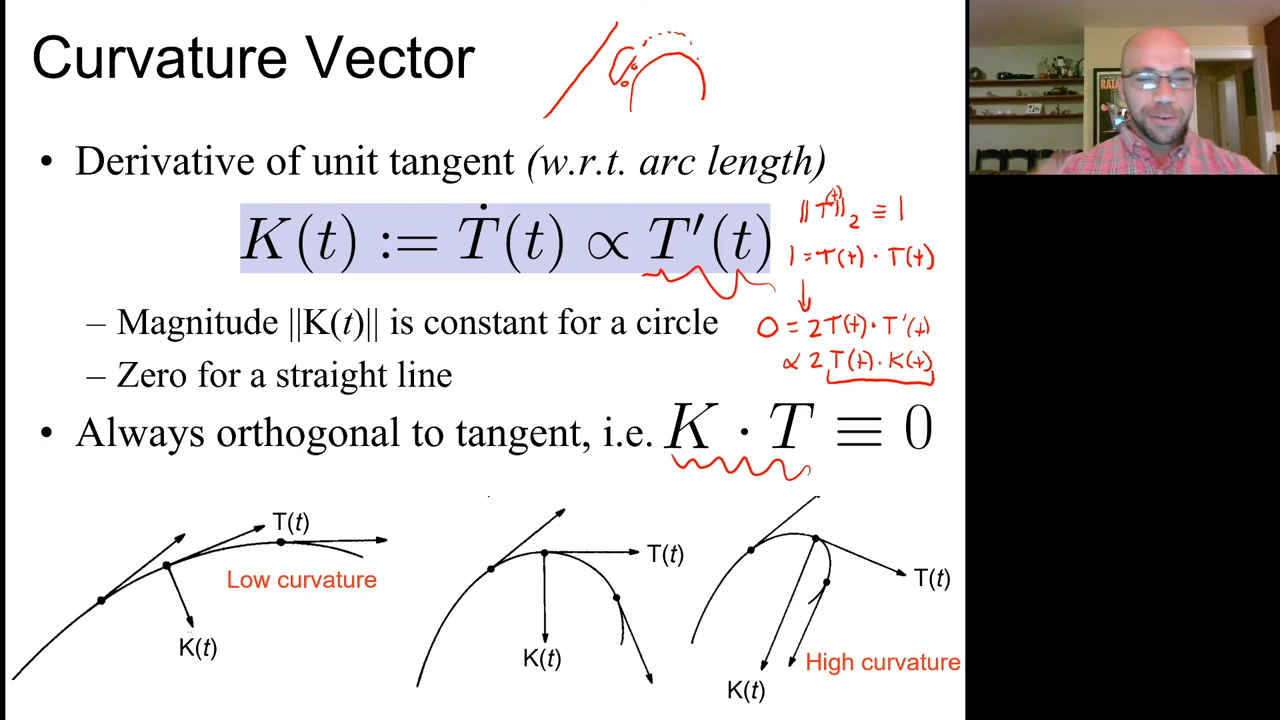 Curvature Vector
• Derivative of unit tangent (w.r.t. arc length)
K(t) := Ṫ(t) ∝ T′(t)
||T(t)||₂ ≡ 1
1 = T(t) · T(t)
– Magnitude ||K(t)|| is constant for a circle
0 = 2T(t) · T'(t)
∝ 2T(t) · K(t)
– Zero for a straight line
• Always orthogonal to tangent, i.e. K · T ≡ 0
T(t)
Low curvature
K(t)
T(t)
K(t)
T(t)
High curvature
K(t)
RATA